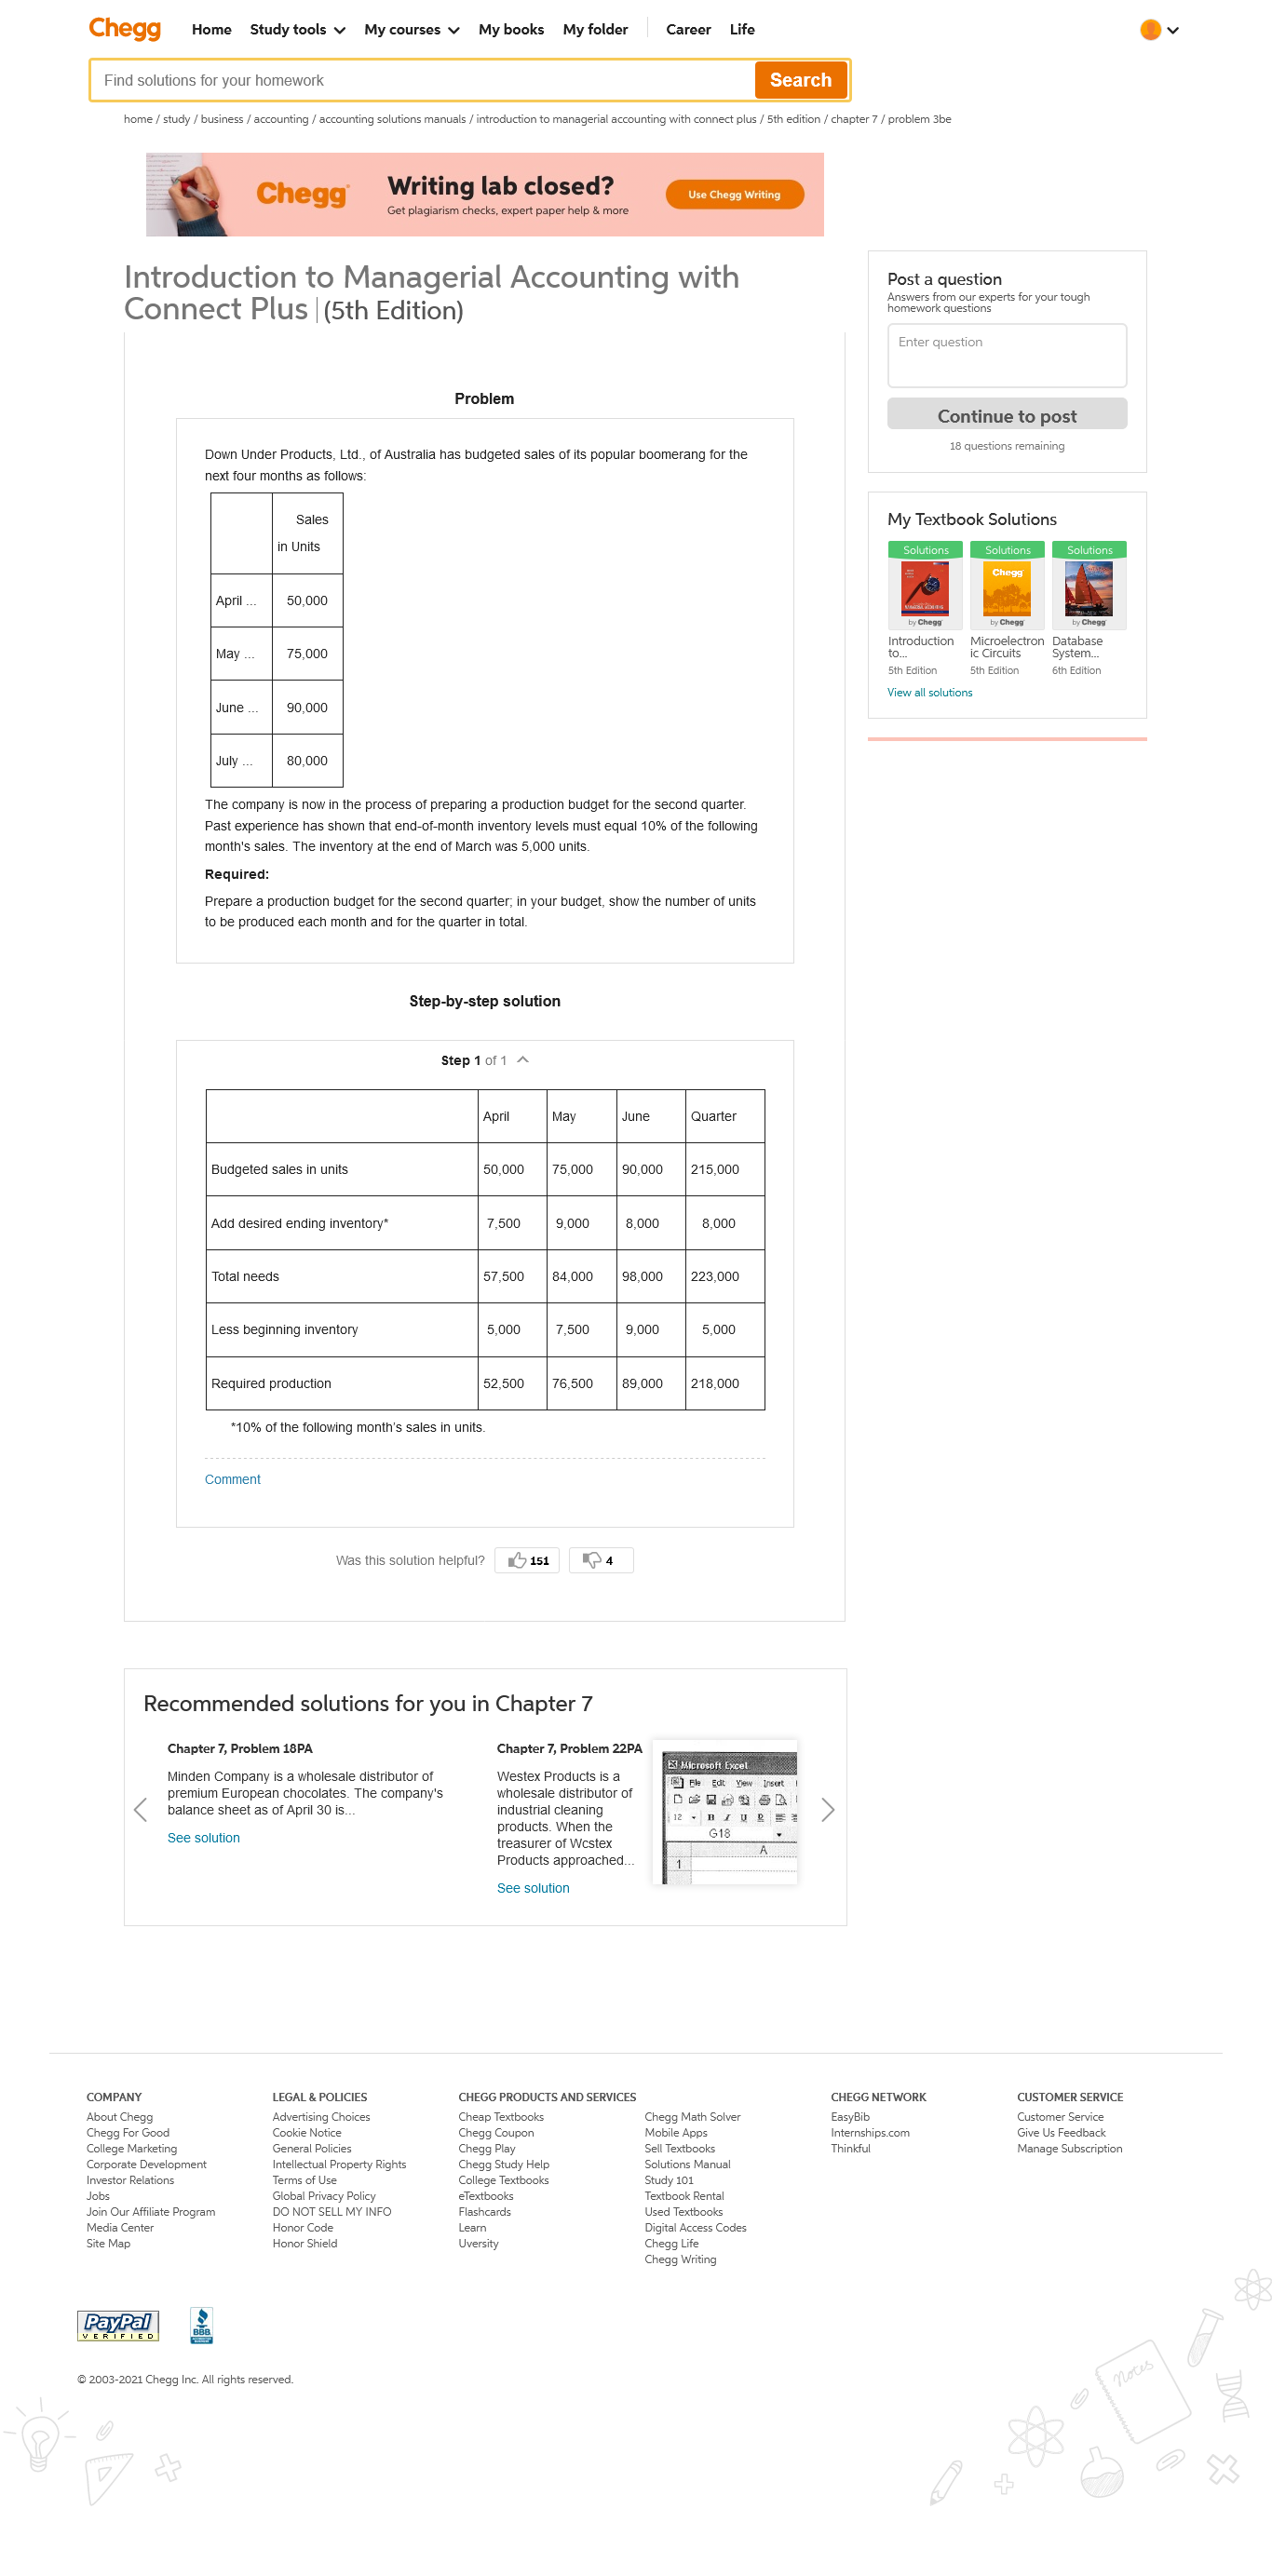 Chegg Home Study tools My courses My books My folder Career Life
Find solutions for your homework Search
home / study / business / accounting / accounting solutions manuals / introduction to managerial accounting with connect plus / 5th edition / chapter 7 / problem 3be
Chegg
Writing lab closed?
Get plagiarism checks, expert paper help & more
Use Chegg Writing
Introduction to Managerial Accounting with
Connect Plus (5th Edition)
Problem
Down Under Products, Ltd., of Australia has budgeted sales of its popular boomerang for the
next four months as follows:
Sales
in Units
April ... 50,000
May ... 75,000
June ... 90,000
July ... 80,000
The company is now in the process of preparing a production budget for the second quarter.
Past experience has shown that end-of-month inventory levels must equal 10% of the following
month's sales. The inventory at the end of March was 5,000 units.
Required:
Prepare a production budget for the second quarter; in your budget, show the number of units
to be produced each month and for the quarter in total.
Step-by-step solution
Step 1 of 1
April May June Quarter
Budgeted sales in units 50,000 75,000 90,000 215,000
Add desired ending inventory* 7,500 9,000 8,000 8,000
Total needs 57,500 84,000 98,000 223,000
Less beginning inventory 5,000 7,500 9,000 5,000
Required production 52,500 76,500 89,000 218,000
*10% of the following month's sales in units.
Comment
Was this solution helpful? 151 4
Post a question
Answers from our experts for your tough
homework questions
Enter question
Continue to post
18 questions remaining
My Textbook Solutions
Solutions Solutions Solutions
Chegg
by Chegg by Chegg by Chegg
Introduction Microelectron Database
to... ic Circuits System...
5th Edition 5th Edition 6th Edition
View all solutions
Recommended solutions for you in Chapter 7
Chapter 7, Problem 18PA
Minden Company is a wholesale distributor of
premium European chocolates. The company's
balance sheet as of April 30 is...
See solution
Chapter 7, Problem 22PA
Westex Products is a
wholesale distributor of
industrial cleaning
products. When the
treasurer of Wcstex
Products approached...
See solution
Microsoft Excel
File Edit View Insert
12 B I U
G18
A
1
COMPANY
About Chegg
Chegg For Good
College Marketing
Corporate Development
Investor Relations
Jobs
Join Our Affiliate Program
Media Center
Site Map
LEGAL & POLICIES
Advertising Choices
Cookie Notice
General Policies
Intellectual Property Rights
Terms of Use
Global Privacy Policy
DO NOT SELL MY INFO
Honor Code
Honor Shield
CHEGG PRODUCTS AND SERVICES
Cheap Textbooks
Chegg Coupon
Chegg Play
Chegg Study Help
College Textbooks
eTextbooks
Flashcards
Learn
Uversity
Chegg Math Solver
Mobile Apps
Sell Textbooks
Solutions Manual
Study 101
Textbook Rental
Used Textbooks
Digital Access Codes
Chegg Life
Chegg Writing
CHEGG NETWORK
EasyBib
Internships.com
Thinkful
CUSTOMER SERVICE
Customer Service
Give Us Feedback
Manage Subscription
PayPal
VERIFIED
BBB
© 2003-2021 Chegg Inc. All rights reserved.
Notes